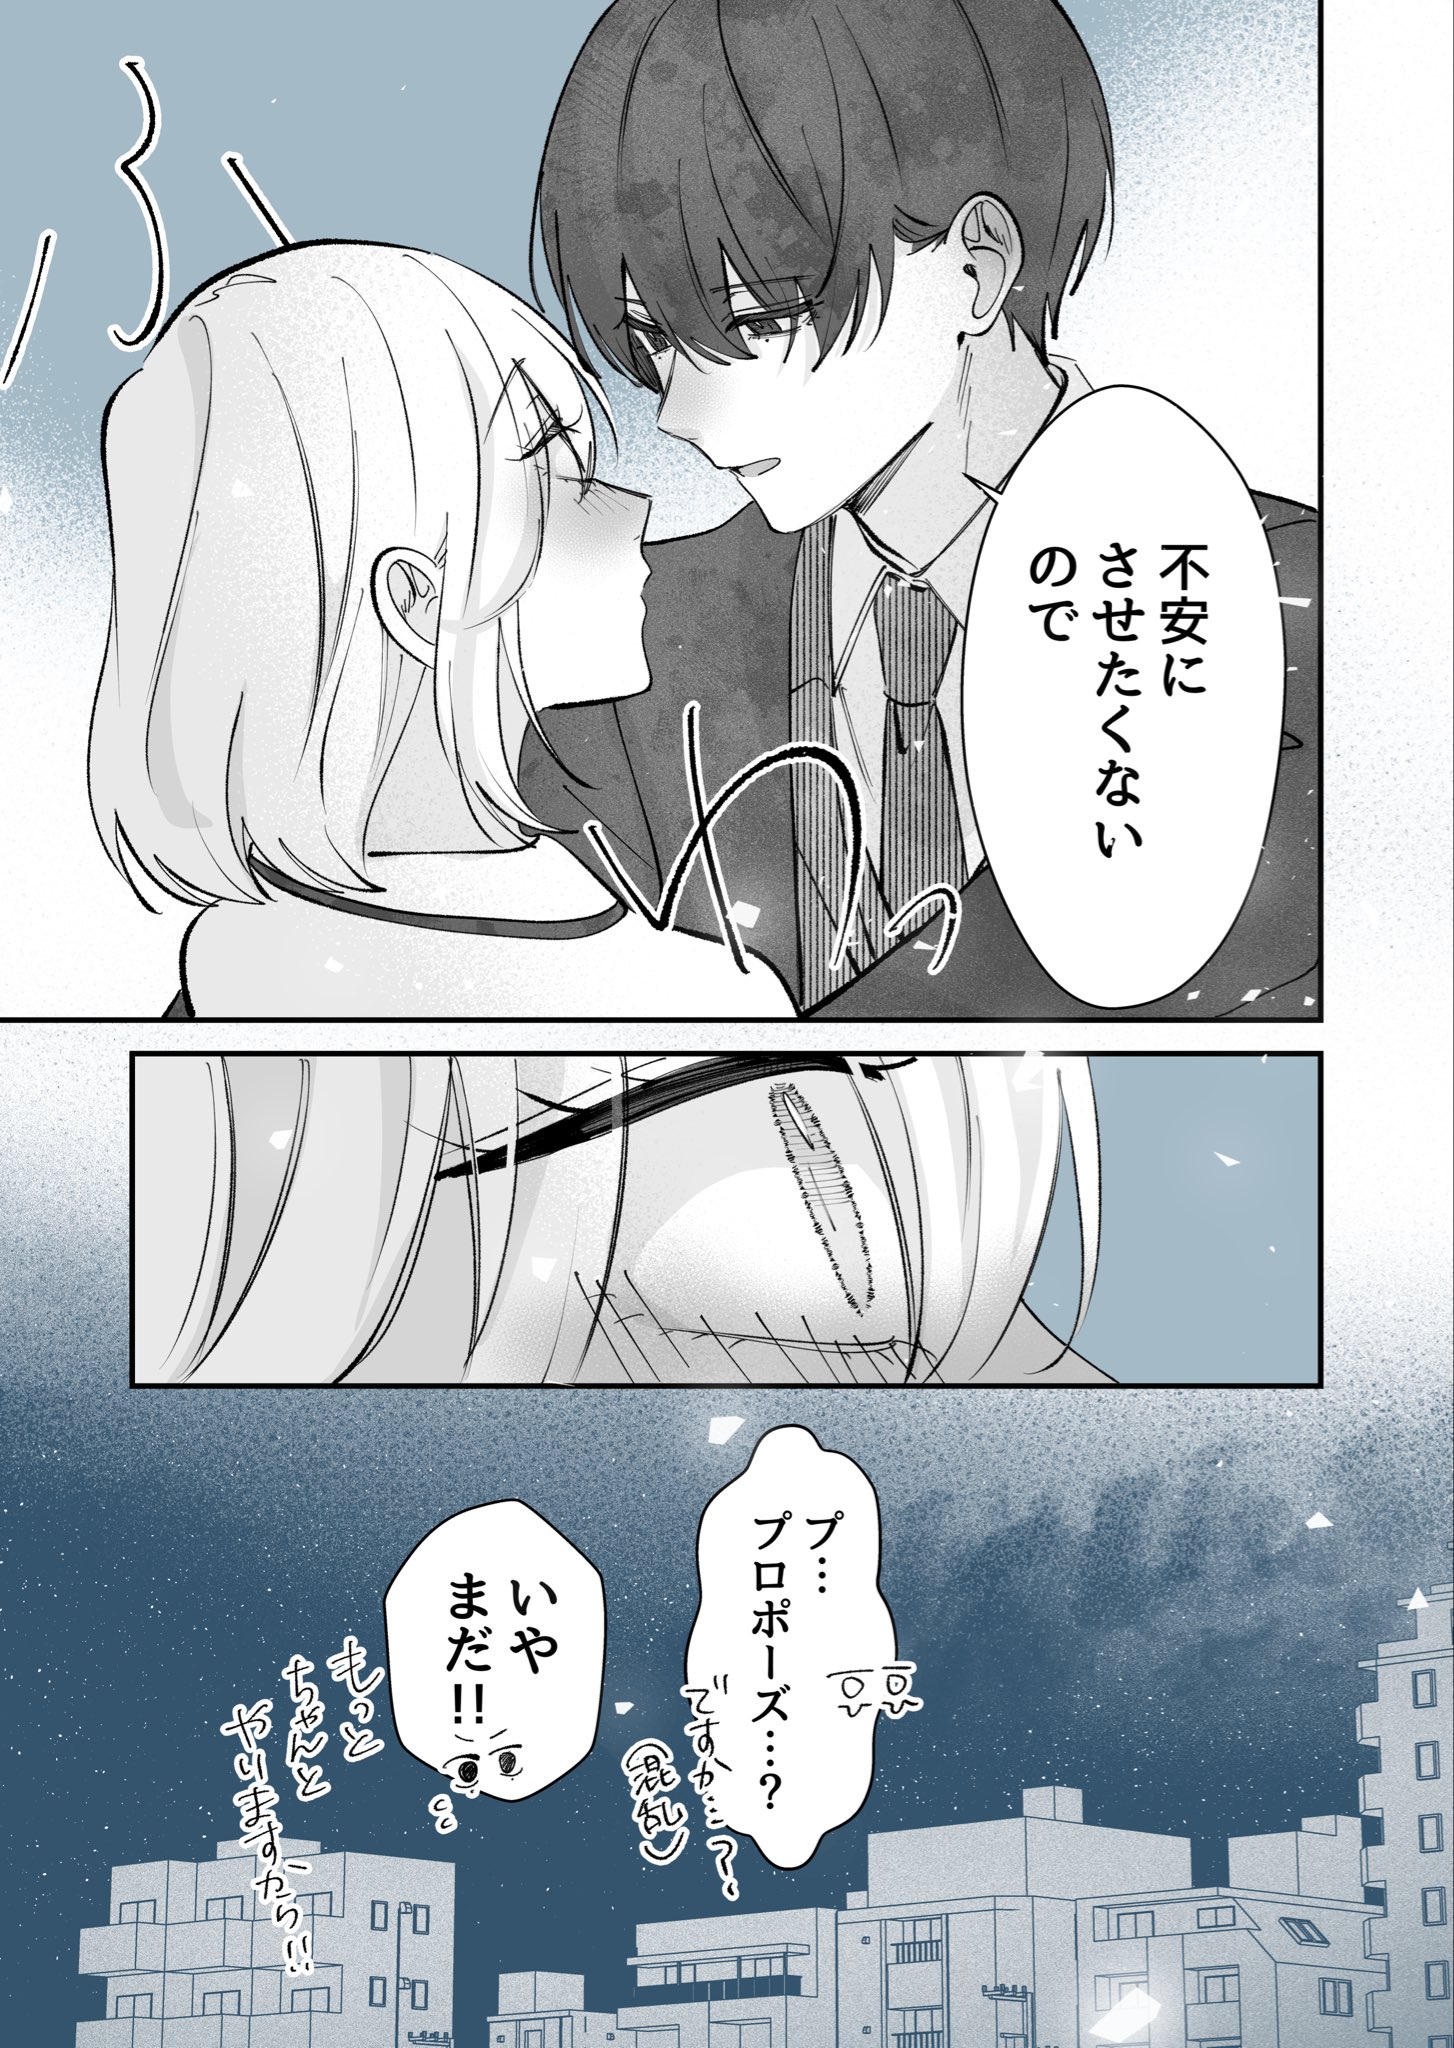 不安に
させたくない
ので
ふわっ
プ…
プロポーズ…?
ですか…?
(混乱)
いや
まだ!!
もっと
ちゃんと
やりますから!!